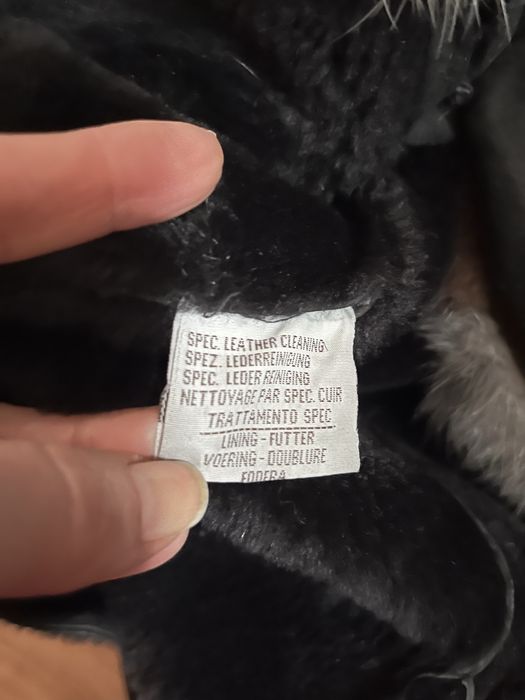 SPEC. LEATHER CLEANING
SPEZ. LEDERREINIGUNG
SPEC. LEDER REINIGING
NETTOYAGE PAR SPEC. CUIR
TRATTAMENTO SPEC
LINING - FUTTER
VOERING - DOUBLURE
FODERA